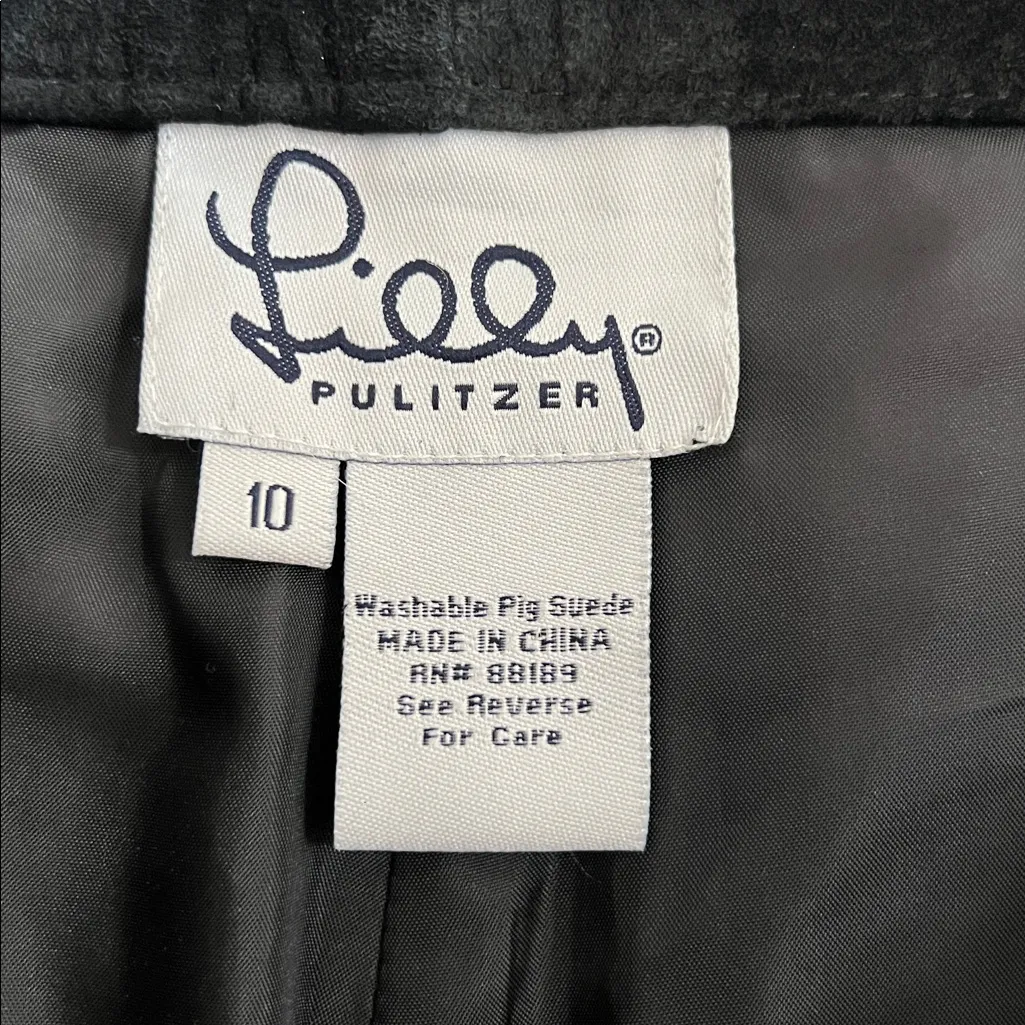 Lilly®
PULITZER
10
Washable Pig Suede
MADE IN CHINA
RN# 88189
See Reverse
For Care